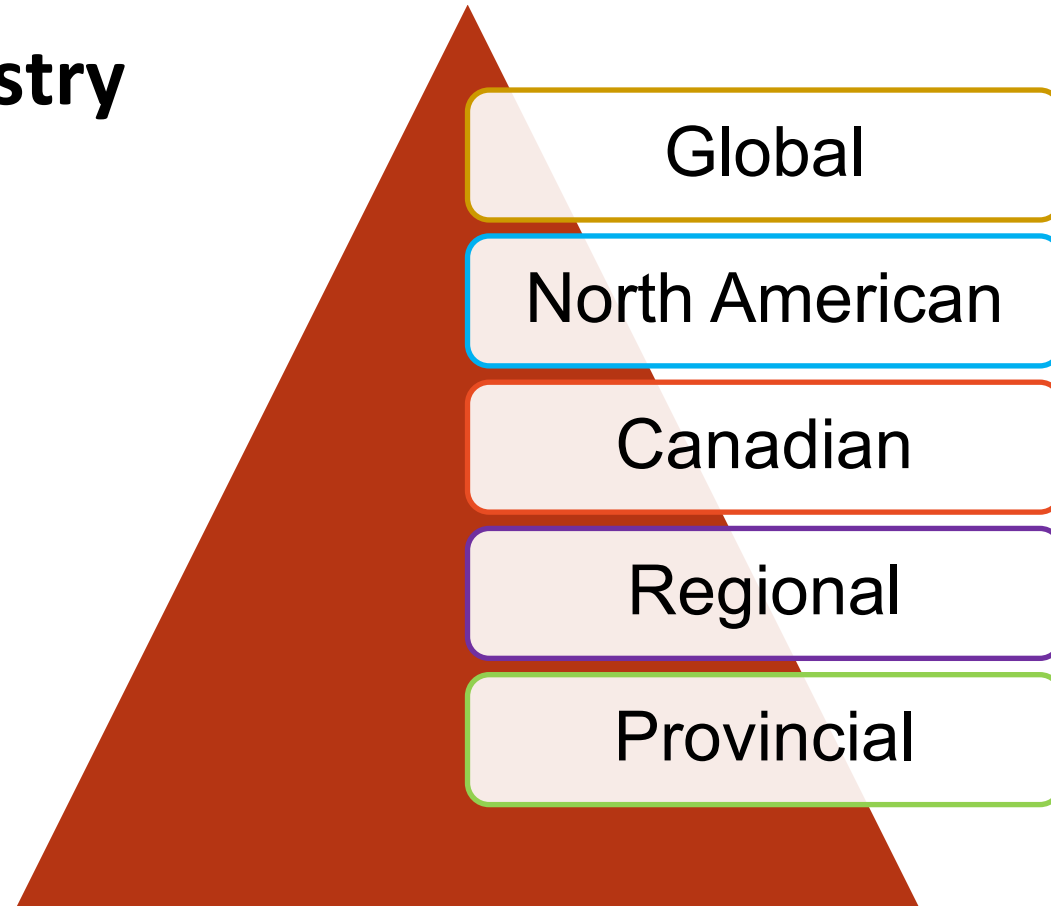 stry
Global
North American
Canadian
Regional
Provincial